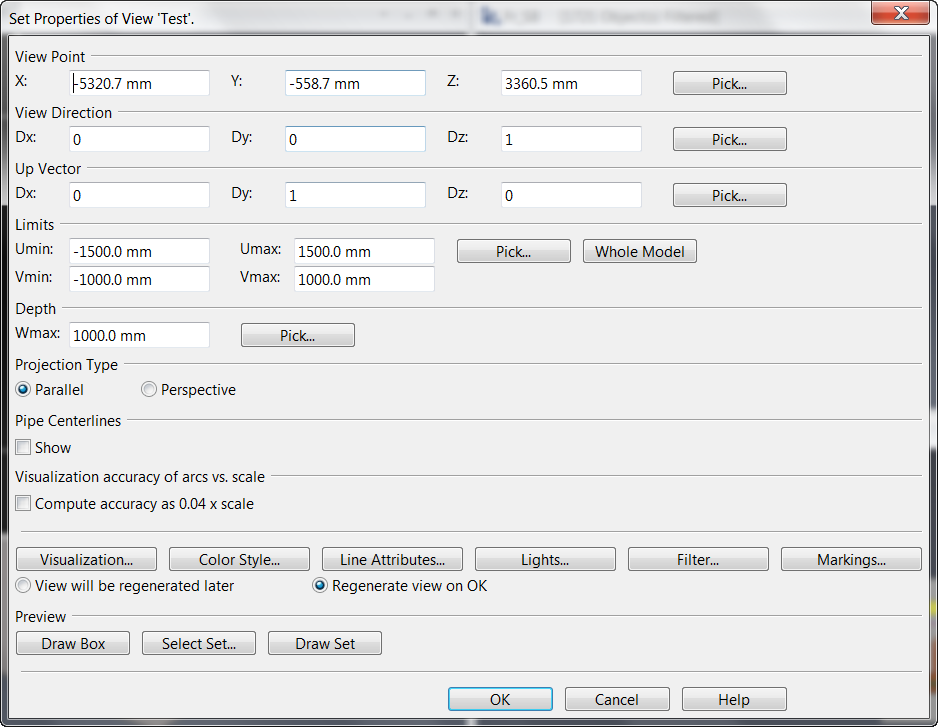 Set Properties of View 'Test'.
View Point
X: -5320.7 mm Y: -558.7 mm Z: 3360.5 mm Pick...
View Direction
Dx: 0 Dy: 0 Dz: 1 Pick...
Up Vector
Dx: 0 Dy: 1 Dz: 0 Pick...
Limits
Umin: -1500.0 mm Umax: 1500.0 mm Pick... Whole Model
Vmin: -1000.0 mm Vmax: 1000.0 mm
Depth
Wmax: 1000.0 mm Pick...
Projection Type
Parallel Perspective
Pipe Centerlines
Show
Visualization accuracy of arcs vs. scale
Compute accuracy as 0.04 x scale
Visualization... Color Style... Line Attributes... Lights... Filter... Markings...
View will be regenerated later Regenerate view on OK
Preview
Draw Box Select Set... Draw Set
OK Cancel Help